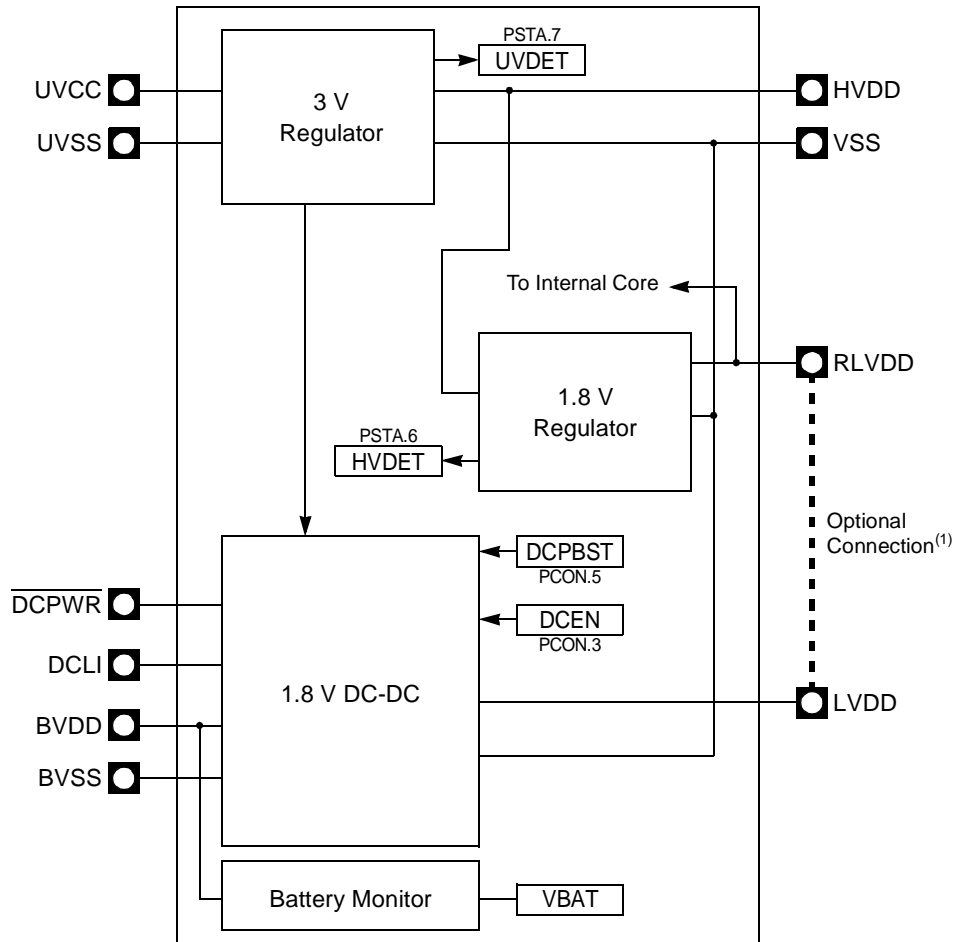 PSTA.7
UVDET
UVCC
3 V
Regulator
HVDD
UVSS
VSS
To Internal Core
RLVDD
1.8 V
Regulator
PSTA.6
HVDET
Optional
Connection(1)
DCPBST
PCON.5
DCPWR
DCEN
PCON.3
DCLI
1.8 V DC-DC
LVDD
BVDD
BVSS
Battery Monitor
VBAT